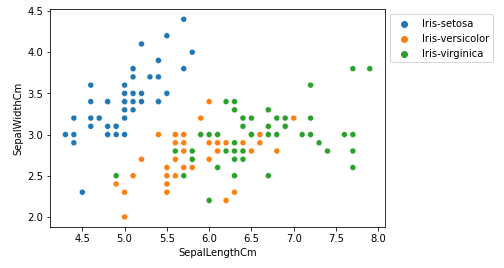 Iris-setosa
Iris-versicolor
Iris-virginica
4.5
4.0
3.5
3.0
2.5
2.0
SepalWidthCm
4.5 5.0 5.5 6.0 6.5 7.0 7.5 8.0
SepalLengthCm